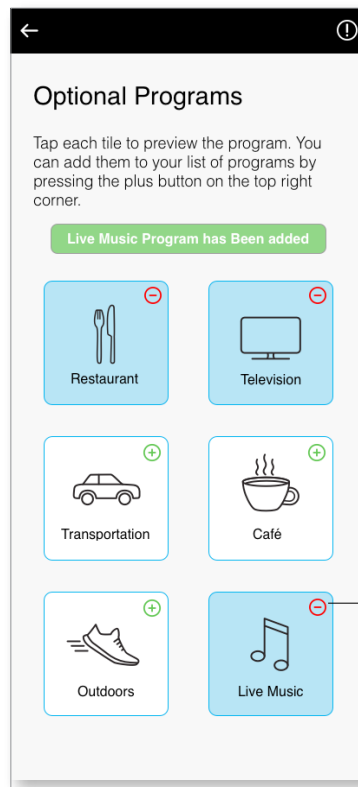 Optional Programs
Tap each tile to preview the program. You
can add them to your list of programs by
pressing the plus button on the top right
corner.
Live Music Program has Been added
Restaurant
Television
Transportation
Café
Outdoors
Live Music